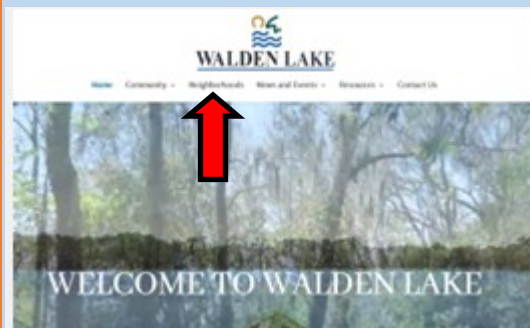 WALDEN LAKE
Home Community Neighborhoods News and Events Resources Contact Us
WELCOME TO WALDEN LAKE